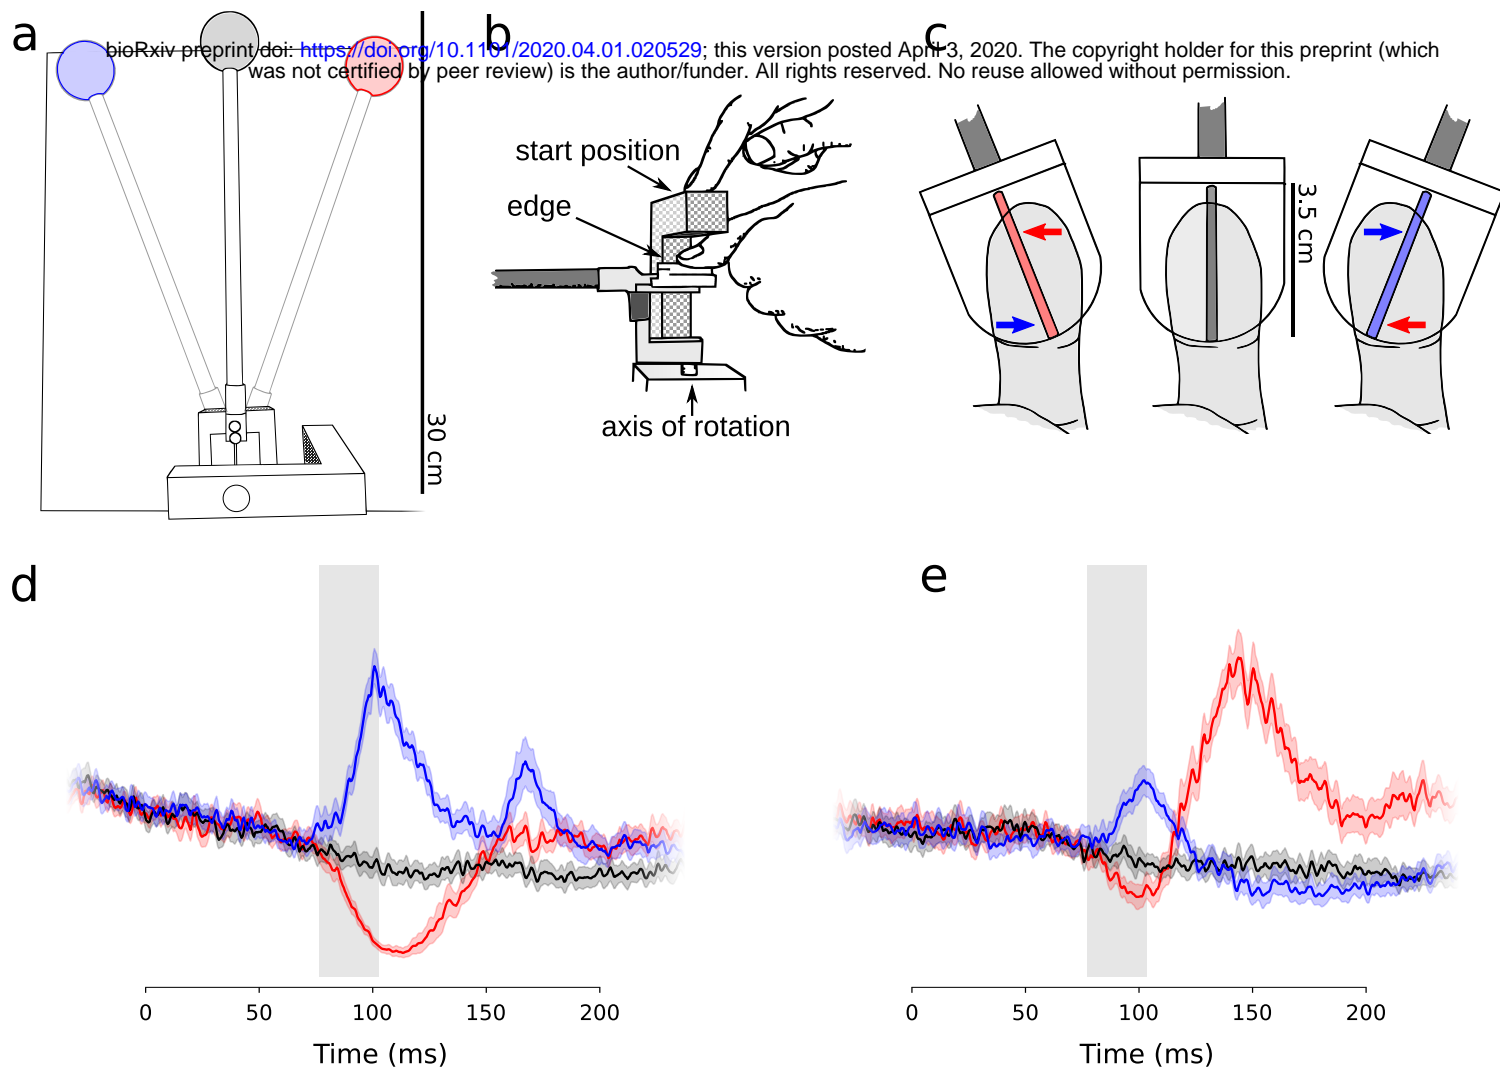 a
b
c
bioRxiv preprint doi: https://doi.org/10.1101/2020.04.01.020529; this version posted April 3, 2020. The copyright holder for this preprint (which
was not certified by peer review) is the author/funder. All rights reserved. No reuse allowed without permission.
30 cm
start position
edge
axis of rotation
3.5 cm
d
0 50 100 150 200
Time (ms)
e
0 50 100 150 200
Time (ms)